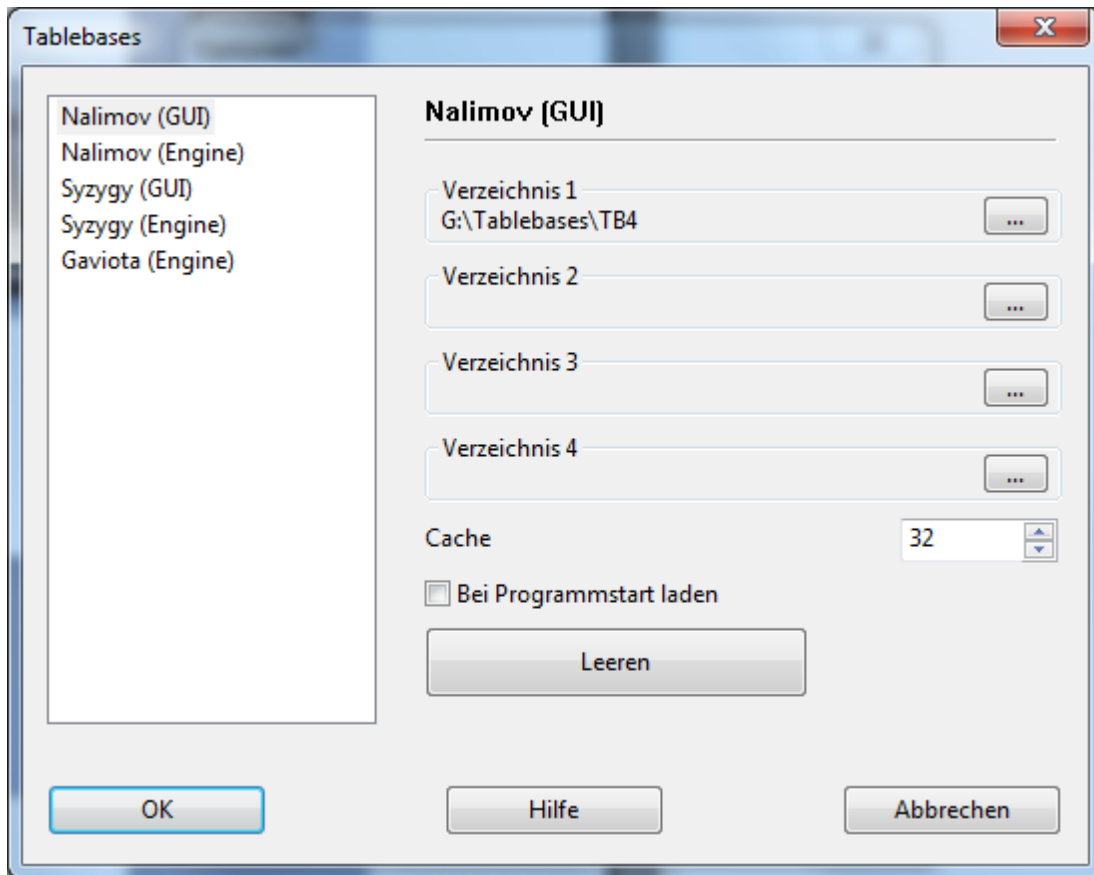 Tablebases
Nalimov (GUI)
Nalimov (Engine)
Syzygy (GUI)
Syzygy (Engine)
Gaviota (Engine)
Nalimov (GUI)
Verzeichnis 1
G:\Tablebases\TB4
...
Verzeichnis 2
...
Verzeichnis 3
...
Verzeichnis 4
...
Cache
32
Bei Programmstart laden
Leeren
OK
Hilfe
Abbrechen